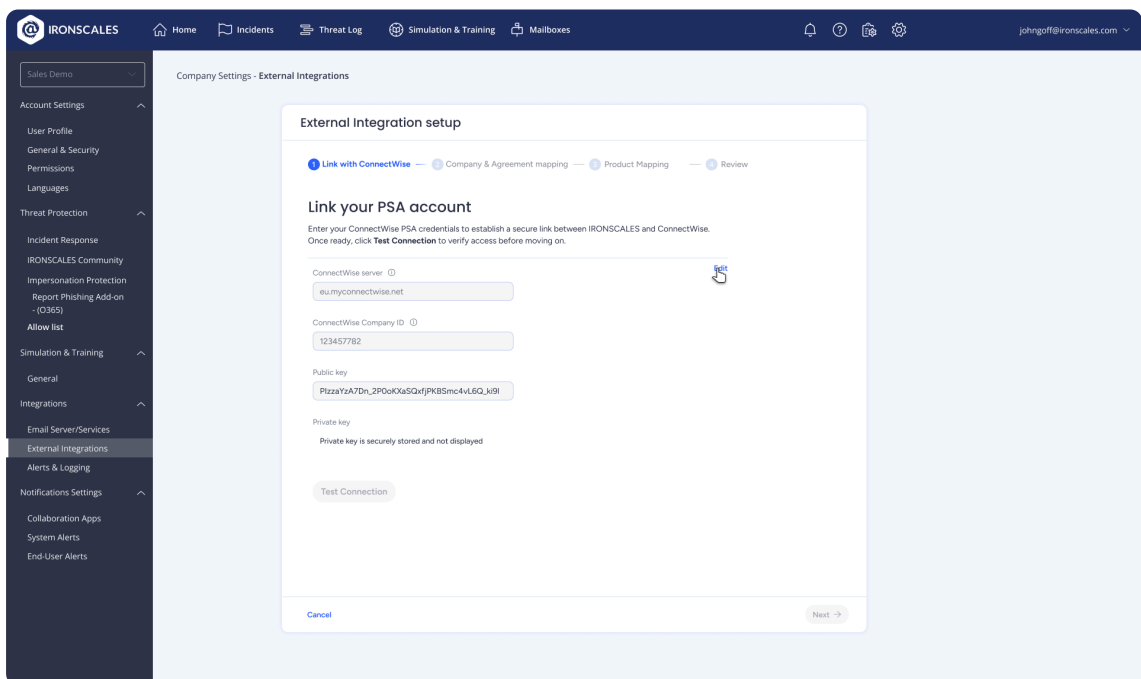 IRONSCALES
Home
Incidents
Threat Log
Simulation & Training
Mailboxes
johngoff@ironscales.com
Sales Demo
Account Settings
User Profile
General & Security
Permissions
Languages
Threat Protection
Incident Response
IRONSCALES Community
Impersonation Protection
Report Phishing Add-on
- (O365)
Allow list
Simulation & Training
General
Integrations
Email Server/Services
External Integrations
Alerts & Logging
Notifications Settings
Collaboration Apps
System Alerts
End-User Alerts
Company Settings - External Integrations
External Integration setup
1 Link with ConnectWise
2 Company & Agreement mapping
3 Product Mapping
4 Review
Link your PSA account
Enter your ConnectWise PSA credentials to establish a secure link between IRONSCALES and ConnectWise.
Once ready, click Test Connection to verify access before moving on.
Edit
ConnectWise server
eu.myconnectwise.net
ConnectWise Company ID
123457782
Public key
PIzzaYzA7Dn_2P0oKXaSQxfjPKBSmc4vL6Q_ki9I
Private key
Private key is securely stored and not displayed
Test Connection
Cancel
Next